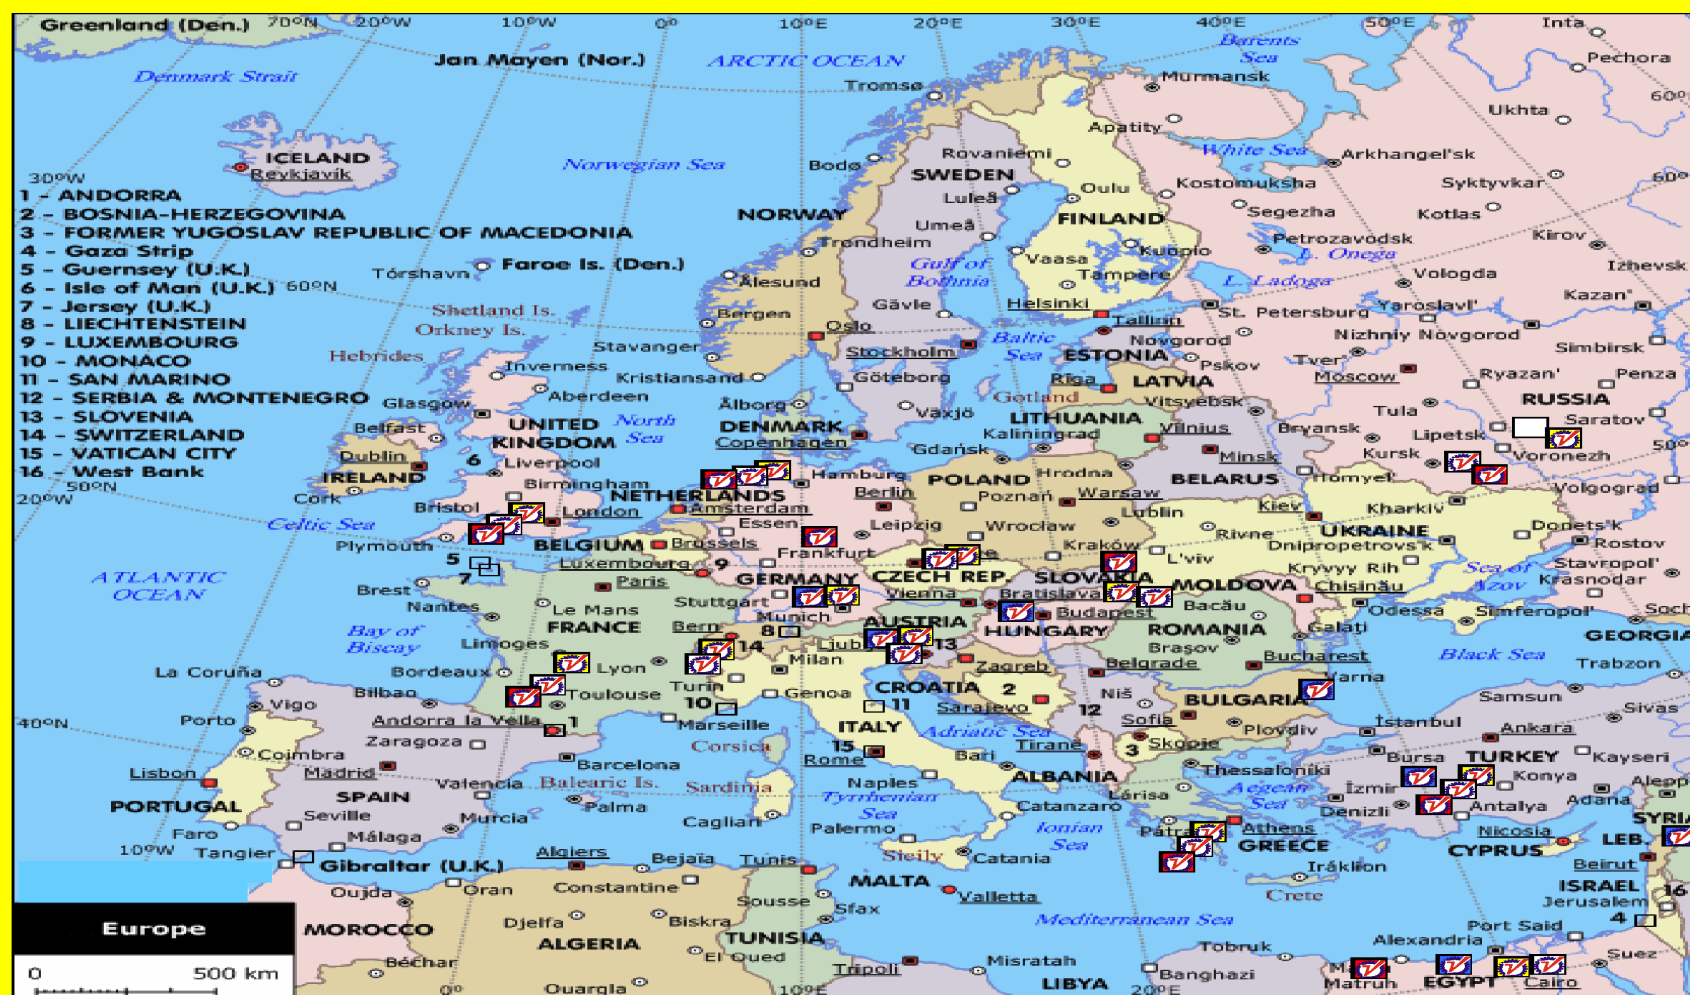 Greenland (Den.)
70°N
20°W
10°W
0°
10°E
20°E
30°E
40°E
50°E
Inta
Denmark Strait
Jan Mayen (Nor.)
ARCTIC OCEAN
Barents
Sea
Pechora
Tromsø
Murmansk
60°
Ukhta
Apatity
ICELAND
Reykjavik
Norwegian Sea
Bodø
Rovaniemi
White Sea
Arkhangel'sk
30°W
SWEDEN
Luleå
Oulu
Kostomuksha
Syktyvkar
60°
1 - ANDORRA
2 - BOSNIA-HERZEGOVINA
3 - FORMER YUGOSLAV REPUBLIC OF MACEDONIA
4 - Gaza Strip
5 - Guernsey (U.K.)
6 - Isle of Man (U.K.)
7 - Jersey (U.K.)
8 - LIECHTENSTEIN
9 - LUXEMBOURG
10 - MONACO
11 - SAN MARINO
12 - SERBIA & MONTENEGRO
13 - SLOVENIA
14 - SWITZERLAND
15 - VATICAN CITY
16 - West Bank
NORWAY
Umeå
FINLAND
Segezha
Kotlas
Trondheim
Kuopio
Petrozavodsk
Kirov
Tórshavn
Faroe Is. (Den.)
60°N
Gulf of
Bothnia
Vaasa
Tampere
L. Onega
L. Ladoga
Vologda
Izhevsk
Ålesund
Shetland Is.
Orkney Is.
Bergen
Gävle
Helsinki
Tallinn
St. Petersburg
Yaroslavl'
Kazan'
Oslo
Stavanger
Stockholm
Baltic
Sea
ESTONIA
Novgorod
Nizhniy Novgorod
Simbirsk
Hebrides
Inverness
Kristiansand
Göteborg
Rīga
LATVIA
Pskov
Tver
Moscow
Ryazan'
Penza
Glasgow
Aberdeen
North
Sea
Ålborg
Växjö
Gotland
Vitsyebsk
RUSSIA
Belfast
UNITED
KINGDOM
DENMARK
Copenhagen
LITHUANIA
Kaliningrad
Vilnius
Bryansk
Tula
Lipetsk
Saratov
Dublin
6
Liverpool
Gdańsk
Minsk
Kursk
Voronezh
50°
50°N
IRELAND
Birmingham
NETHERLANDS
Hamburg
POLAND
Hrodna
BELARUS
Homyel'
Volgograd
20°W
Cork
Bristol
London
Amsterdam
Berlin
Poznań
Warsaw
Kiev
Kharkiv
Celtic Sea
Essen
Leipzig
Wrocław
Lublin
Rivne
UKRAINE
Donets'k
Plymouth
BELGIUM
Brussels
Frankfurt
Kraków
L'viv
Dnipropetrovs'k
Rostov
5
7
Luxembourg
9
GERMANY
CZECH REP.
SLOVAKIA
MOLDOVA
Kryvyy Rih
Sea of
Azov
Stavropol'
Krasnodar
ATLANTIC
OCEAN
Brest
Paris
Stuttgart
Vienna
Bratislava
Chisinău
Nantes
Le Mans
Munich
Budapest
Bacău
Odessa
Simferopol'
Soch
Bay of
Biscay
Limoges
FRANCE
Bern
8
AUSTRIA
HUNGARY
ROMANIA
Galati
GEORGIA
Lyon
14
Ljub
13
Brasov
Black Sea
La Coruña
Bordeaux
Milan
Zagreb
Belgrade
Bucharest
Trabzon
Bilbao
Toulouse
Turin
Genoa
CROATIA
2
Niš
BULGARIA
Varna
Samsun
40°N
Vigo
Porto
Andorra la Vella
1
10
Marseille
11
Sarajevo
12
Sofia
İstanbul
Ankara
Sivas
Zaragoza
Corsica
ITALY
Adriatic Sea
Tiranë
3
Skopje
Plovdiv
Coimbra
15
Rome
Bari
Bursa
TURKEY
Kayseri
Lisbon
Madrid
Barcelona
Naples
ALBANIA
Thessaloniki
Konya
Valencia
Balearic Is.
Sardinia
Lárisa
Aegean
Sea
İzmir
Denizli
Antalya
Adana
Alepp
PORTUGAL
SPAIN
Palma
Tyrrhenian
Sea
Catanzaro
Seville
Murcia
Cagliari
Palermo
Ionian
Sea
Pátra
Athens
Nicosia
SYRIA
Faro
Málaga
Sicily
Catania
GREECE
CYPRUS
LEB.
10°W
Tangier
Gibraltar (U.K.)
Algiers
Bejaïa
Tunis
Iráklion
Beirut
Oujda
Oran
Constantine
MALTA
Valletta
Crete
ISRAEL
16
Sousse
Jerusalem
Europe
MOROCCO
Djelfa
Biskra
Sfax
Mediterranean Sea
Port Said
4
ALGERIA
TUNISIA
Tobruk
Alexandria
Suez
0
500 km
Béchar
El Oued
Tripoli
Misratah
Banghazi
Matruh
EGYPT
Cairo
0°
Ouargla
10°E
LIBYA
20°E